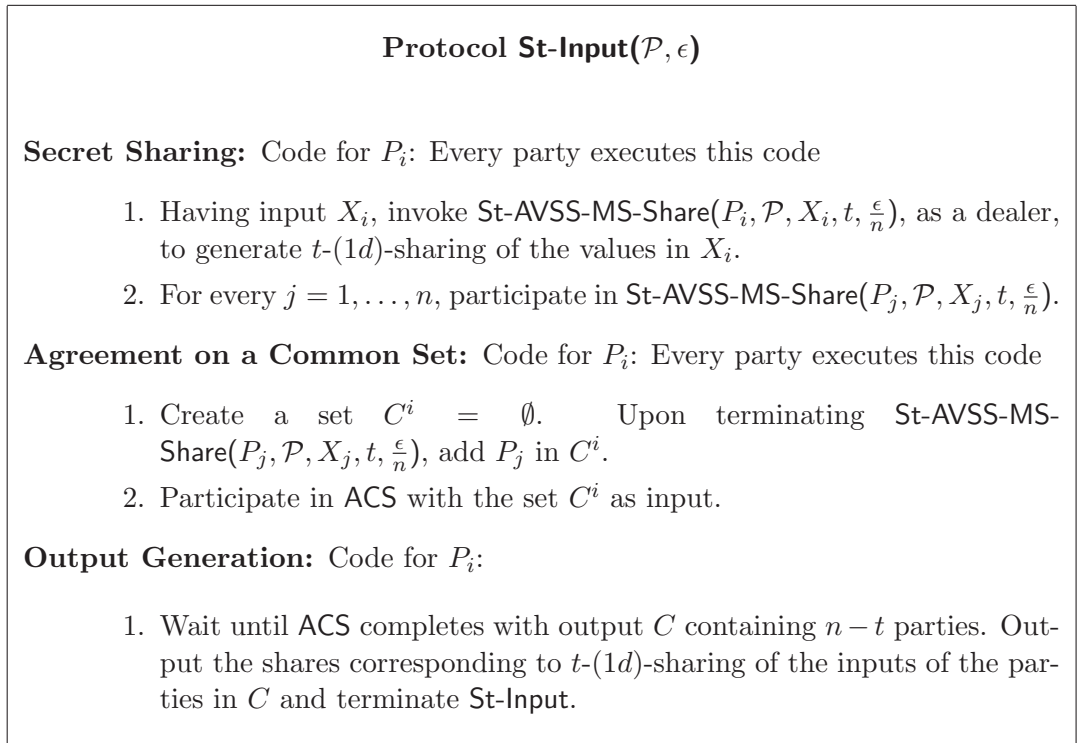 Protocol St-Input(𝒫, ϵ)
Secret Sharing: Code for P_i: Every party executes this code
1. Having input X_i, invoke St-AVSS-MS-Share(P_i, 𝒫, X_i, t, ϵ/n), as a dealer,
to generate t-(1d)-sharing of the values in X_i.
2. For every j = 1, . . . , n, participate in St-AVSS-MS-Share(P_j, 𝒫, X_j, t, ϵ/n).
Agreement on a Common Set: Code for P_i: Every party executes this code
1. Create a set C^i = ∅. Upon terminating St-AVSS-MS-
Share(P_j, 𝒫, X_j, t, ϵ/n), add P_j in C^i.
2. Participate in ACS with the set C^i as input.
Output Generation: Code for P_i:
1. Wait until ACS completes with output C containing n − t parties. Out-
put the shares corresponding to t-(1d)-sharing of the inputs of the par-
ties in C and terminate St-Input.